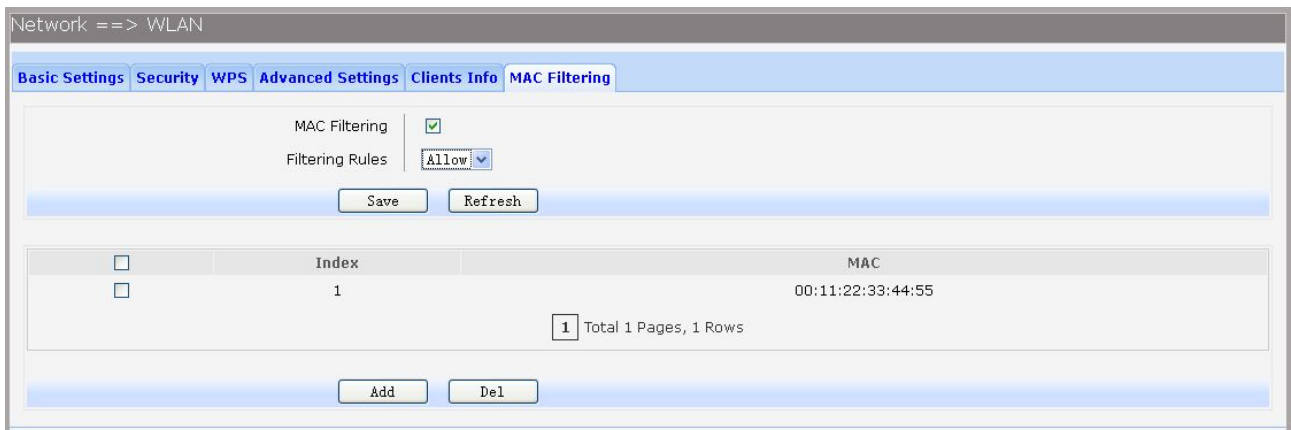 Network ==> WLAN
Basic Settings Security WPS Advanced Settings Clients Info MAC Filtering
MAC Filtering
Filtering Rules Allow
Save Refresh
Index MAC
1 00:11:22:33:44:55
1 Total 1 Pages, 1 Rows
Add Del